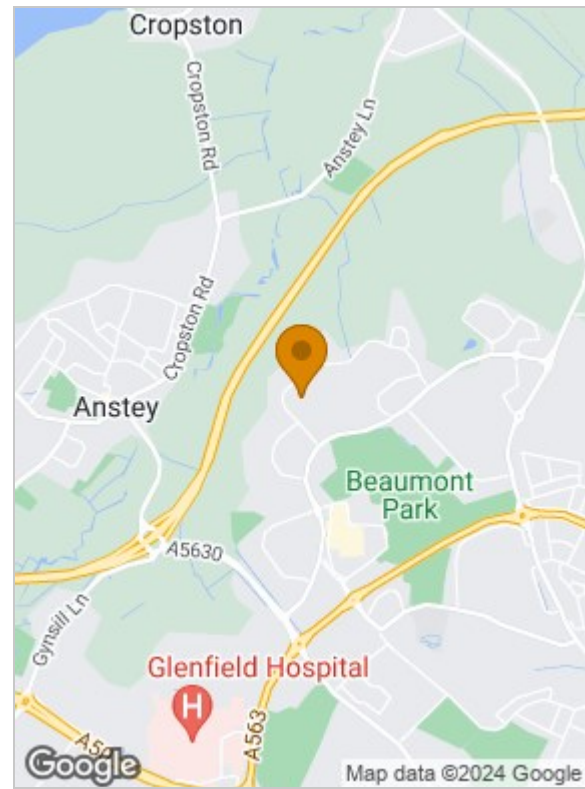 Cropston
Cropston Rd
Anstey Ln
Cropston Rd
Anstey
Beaumont
Park
A5630
Gynsill Ln
Glenfield Hospital
H
A563
A50
Google
Map data ©2024 Google